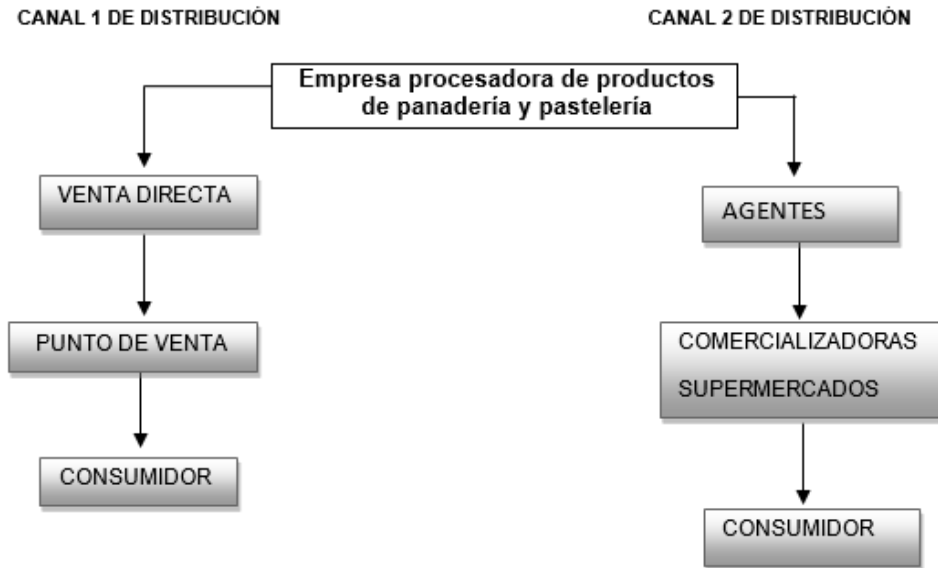 CANAL 1 DE DISTRIBUCIÓN
CANAL 2 DE DISTRIBUCIÓN
Empresa procesadora de productos
de panadería y pastelería
VENTA DIRECTA
AGENTES
PUNTO DE VENTA
COMERCIALIZADORAS
SUPERMERCADOS
CONSUMIDOR
CONSUMIDOR